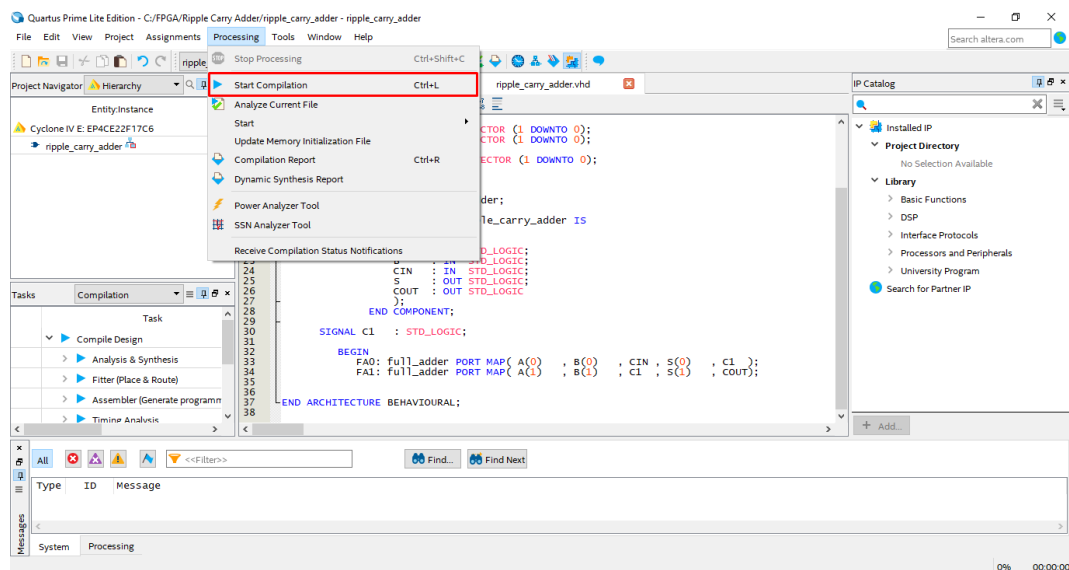 Quartus Prime Lite Edition - C:/FPGA/Ripple Carry Adder/ripple_carry_adder - ripple_carry_adder
File Edit View Project Assignments Processing Tools Window Help
Search altera.com
ripple_
Stop Processing Ctrl+Shift+C
Start Compilation Ctrl+L
Analyze Current File
Start
Update Memory Initialization File
Compilation Report Ctrl+R
Dynamic Synthesis Report
Power Analyzer Tool
SSN Analyzer Tool
Receive Compilation Status Notifications
Project Navigator Hierarchy
Entity:Instance
Cyclone IV E: EP4CE22F17C6
ripple_carry_adder
ripple_carry_adder.vhd
CTOR (1 DOWNTO 0);
CTOR (1 DOWNTO 0);
ECTOR (1 DOWNTO 0);
der;
le_carry_adder IS
D_LOGIC;
24 CIN : IN STD_LOGIC;
25 S : OUT STD_LOGIC;
26 COUT : OUT STD_LOGIC
27 );
28 END COMPONENT;
29
30 SIGNAL C1 : STD_LOGIC;
31
32 BEGIN
33 FA0: full_adder PORT MAP( A(0) , B(0) , CIN , S(0) , C1 );
34 FA1: full_adder PORT MAP( A(1) , B(1) , C1 , S(1) , COUT);
35
36
37 END ARCHITECTURE BEHAVIOURAL;
38
Tasks Compilation
Task
Compile Design
Analysis & Synthesis
Fitter (Place & Route)
Assembler (Generate programm
Timing Analysis
IP Catalog
Installed IP
Project Directory
No Selection Available
Library
Basic Functions
DSP
Interface Protocols
Processors and Peripherals
University Program
Search for Partner IP
+ Add...
All <<Filter>> Find... Find Next
Type ID Message
Messages
System Processing
0% 00:00:00